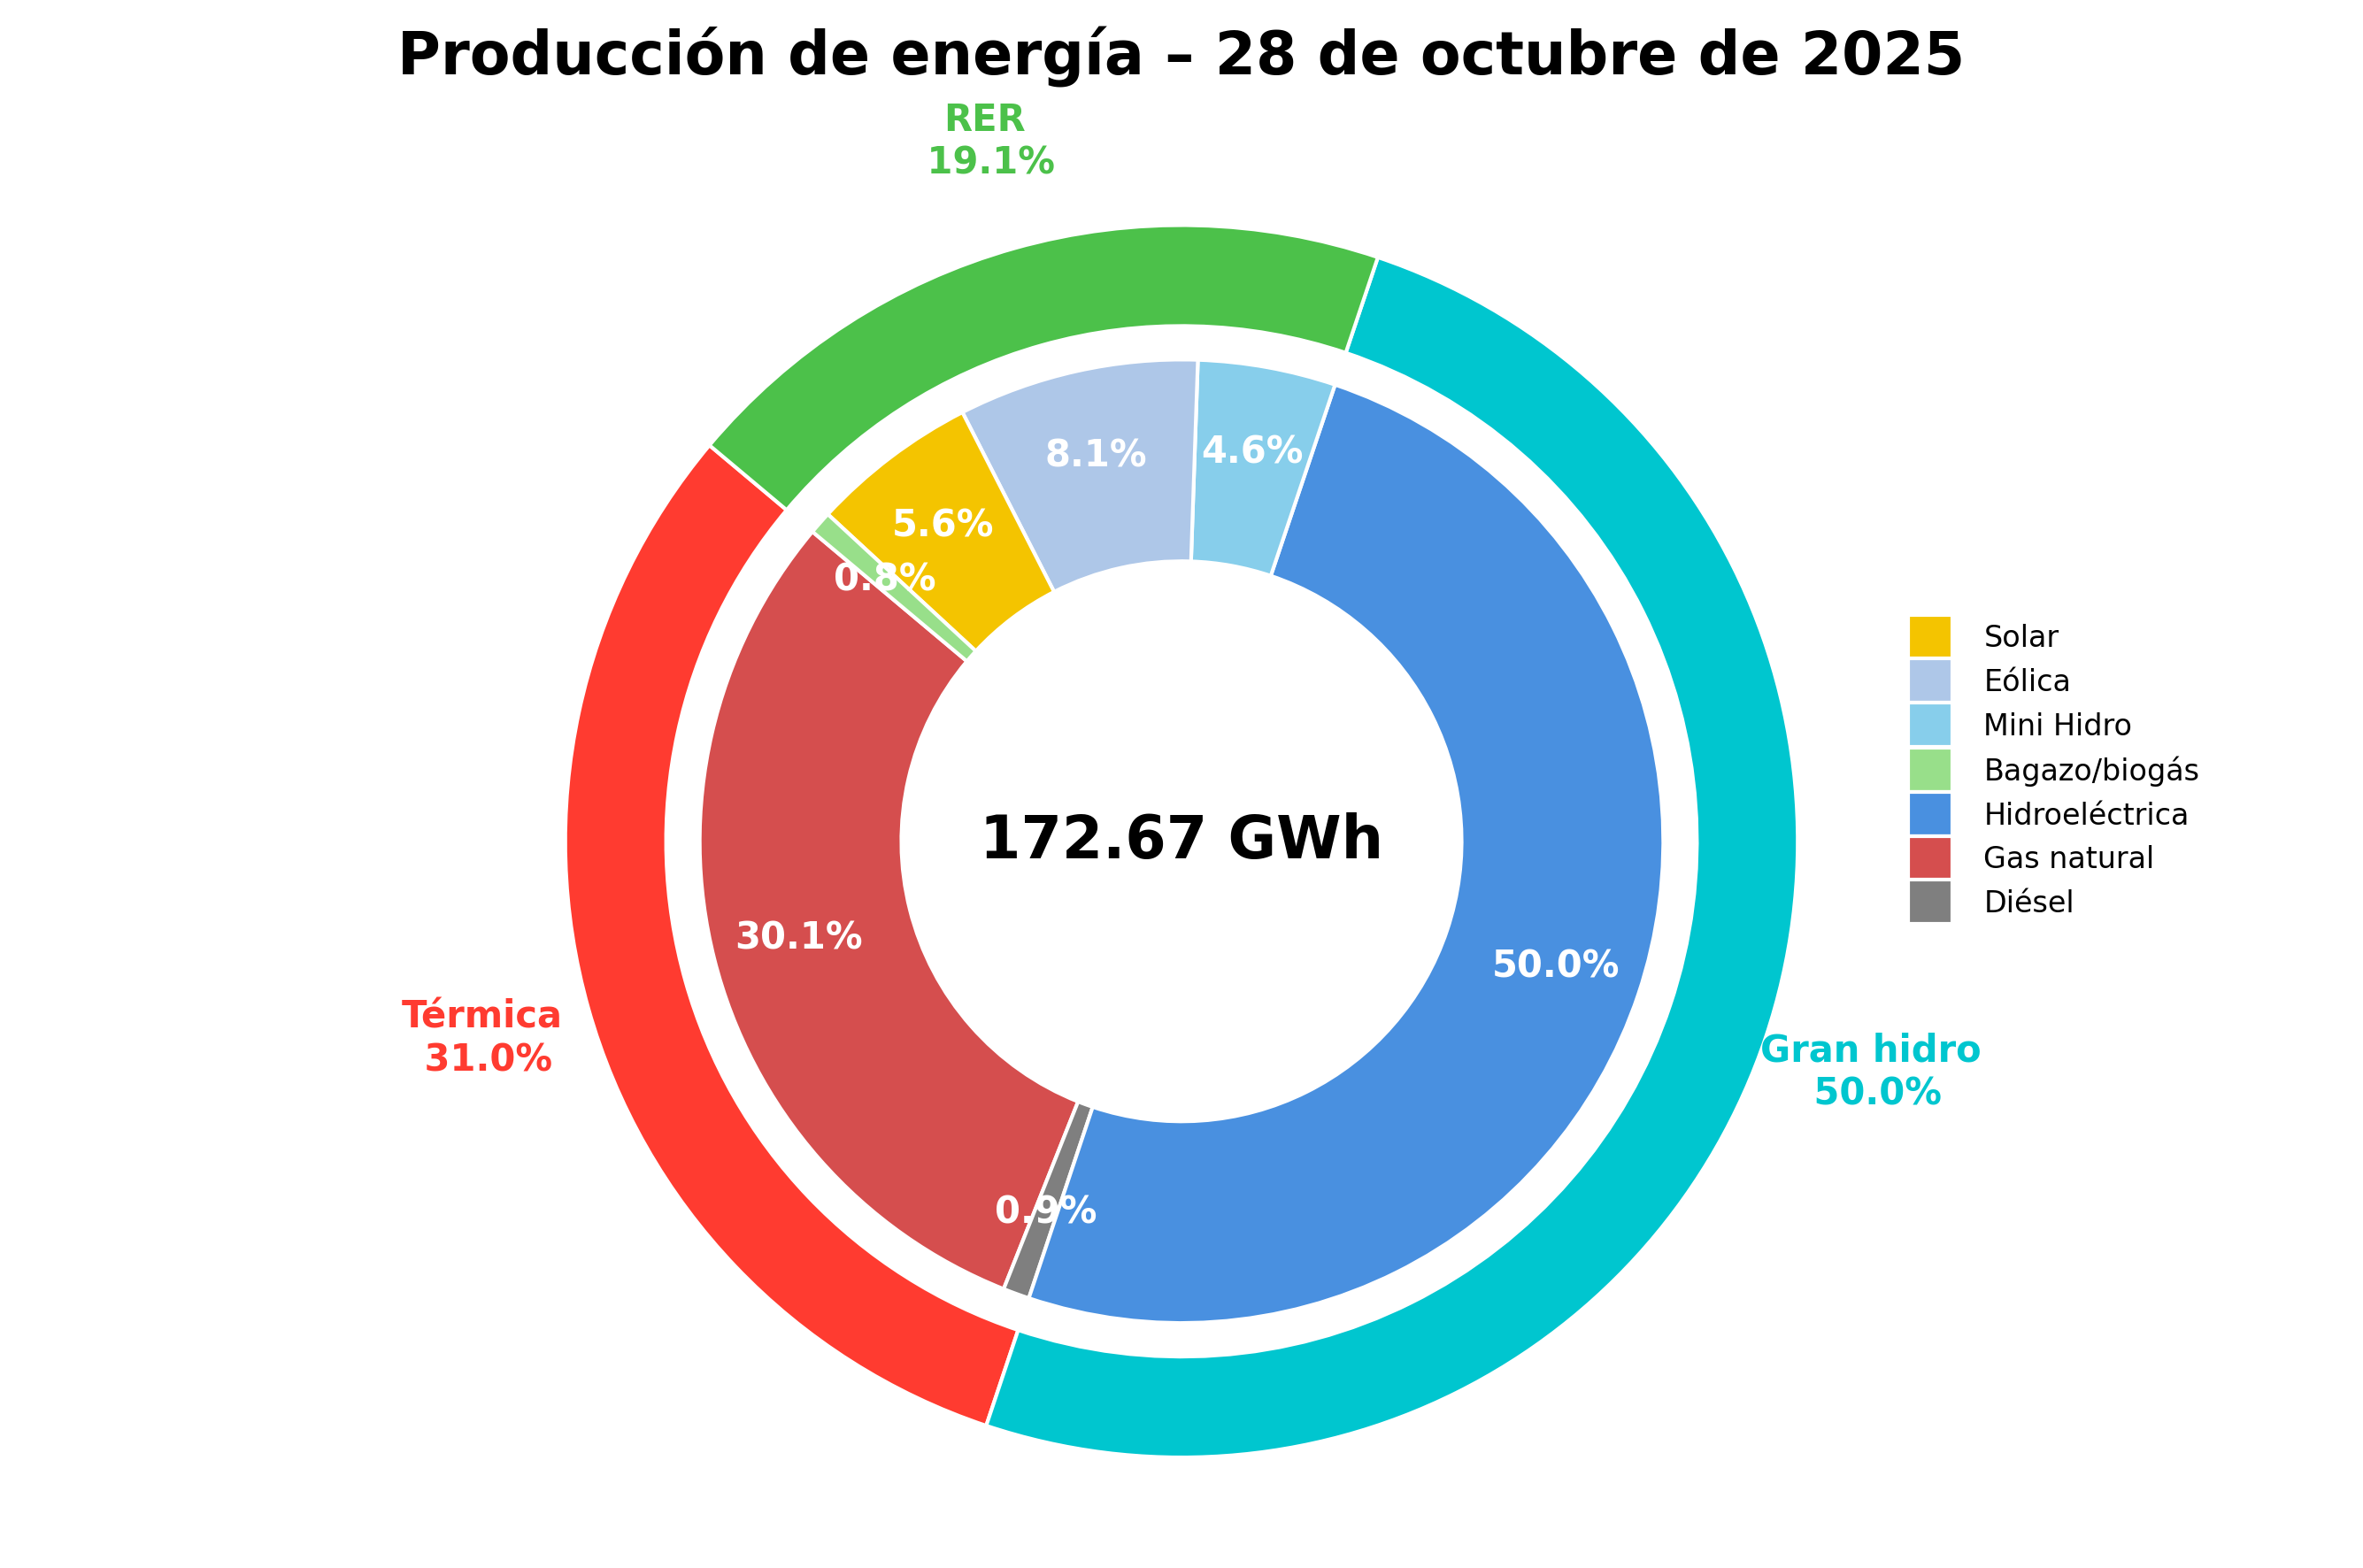 Producción de energía – 28 de octubre de 2025
RER
19.1%
8.1%
4.6%
5.6%
0.8%
Solar
Eólica
Mini Hidro
Bagazo/biogás
Hidroeléctrica
Gas natural
Diésel
172.67 GWh
30.1%
50.0%
Térmica
31.0%
Gran hidro
50.0%
0.9%